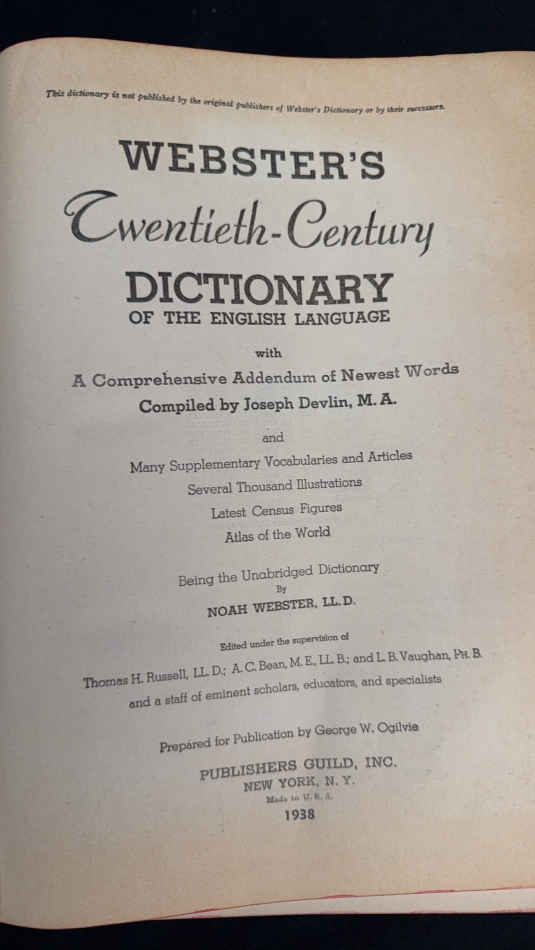 This dictionary is not published by the original publishers of Webster's Dictionary or by their successors.
WEBSTER'S
Twentieth-Century
DICTIONARY
OF THE ENGLISH LANGUAGE
with
A Comprehensive Addendum of Newest Words
Compiled by Joseph Devlin, M. A.
and
Many Supplementary Vocabularies and Articles
Several Thousand Illustrations
Latest Census Figures
Atlas of the World
Being the Unabridged Dictionary
By
NOAH WEBSTER, LL. D.
Edited under the supervision of
Thomas H. Russell, LL. D.; A. C. Bean, M. E., LL. B.; and L. B. Vaughan, PH. B.
and a staff of eminent scholars, educators, and specialists
Prepared for Publication by George W. Ogilvie
PUBLISHERS GUILD, INC.
NEW YORK, N. Y.
Made in U. S. A.
1938